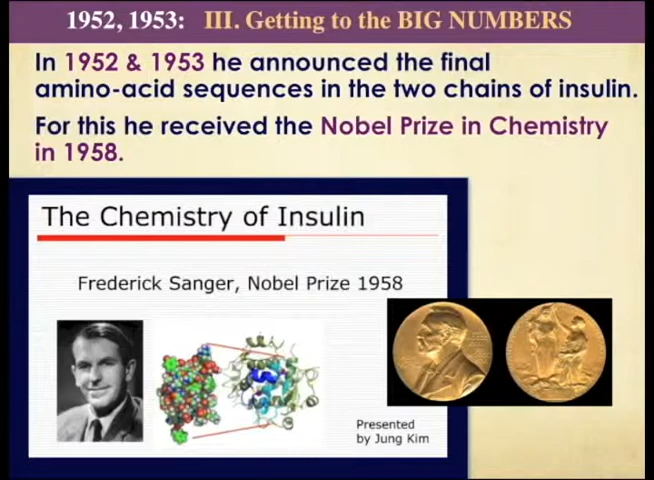 1952, 1953: III. Getting to the BIG NUMBERS
In 1952 & 1953 he announced the final
amino-acid sequences in the two chains of insulin.
For this he received the Nobel Prize in Chemistry
in 1958.
The Chemistry of Insulin
Frederick Sanger, Nobel Prize 1958
Presented
by Jung Kim